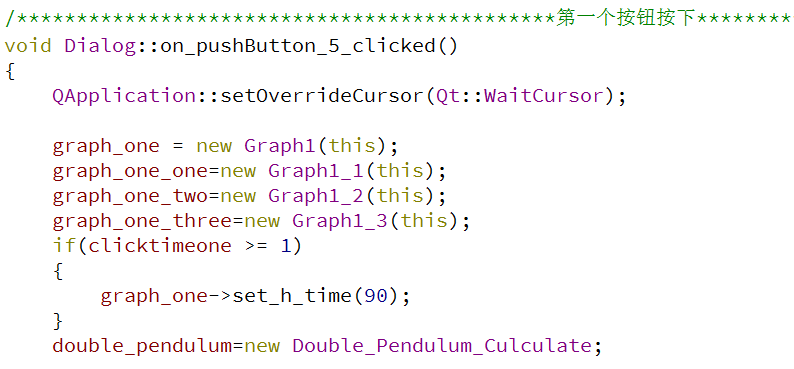 /*********************************************第一个按钮按下********
void Dialog::on_pushButton_5_clicked()
{
    QApplication::setOverrideCursor(Qt::WaitCursor);
    graph_one = new Graph1(this);
    graph_one_one=new Graph1_1(this);
    graph_one_two=new Graph1_2(this);
    graph_one_three=new Graph1_3(this);
    if(clicktimeone >= 1)
    {
        graph_one->set_h_time(90);
    }
    double_pendulum=new Double_Pendulum_Culculate;